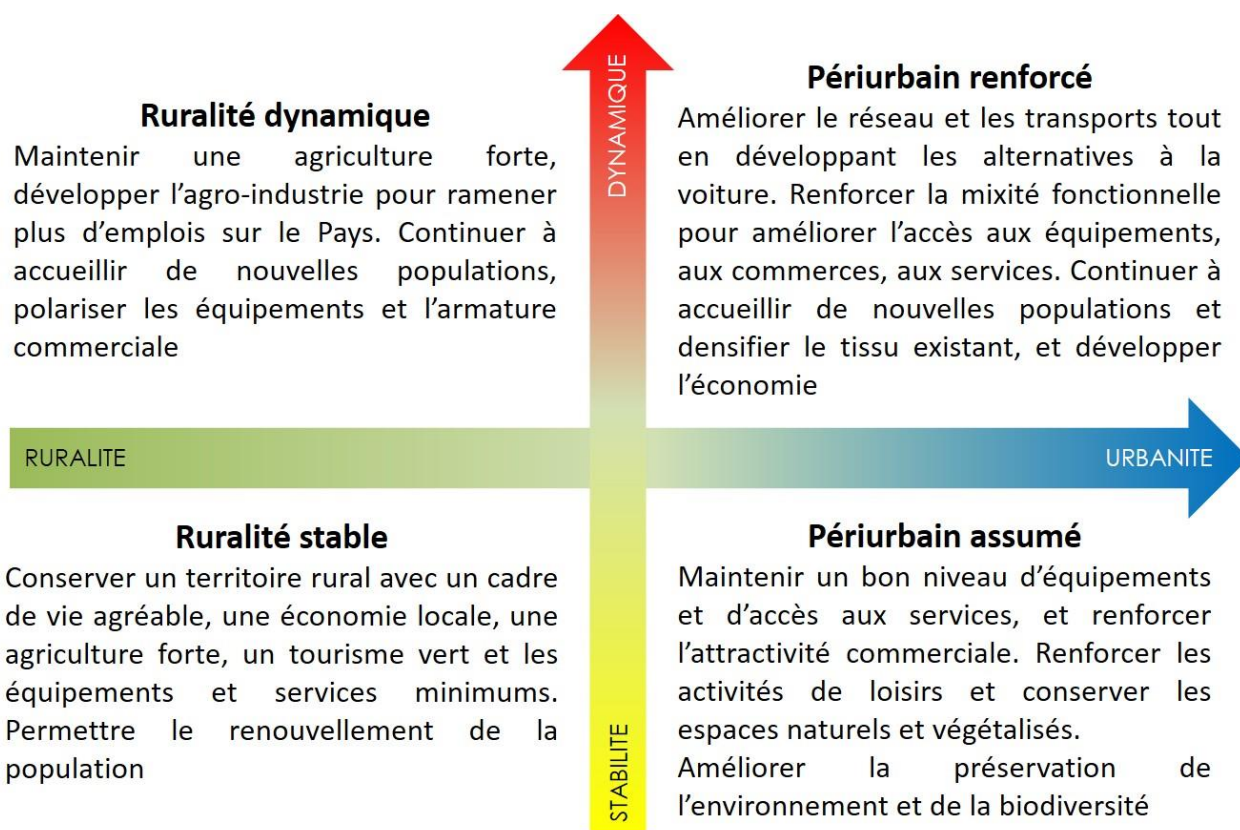 DYNAMIQUE
Ruralité dynamique
Maintenir une agriculture forte,
développer l’agro-industrie pour ramener
plus d’emplois sur le Pays. Continuer à
accueillir de nouvelles populations,
polariser les équipements et l’armature
commerciale
Périurbain renforcé
Améliorer le réseau et les transports tout
en développant les alternatives à la
voiture. Renforcer la mixité fonctionnelle
pour améliorer l’accès aux équipements,
aux commerces, aux services. Continuer à
accueillir de nouvelles populations et
densifier le tissu existant, et développer
l’économie
RURALITE
URBANITE
Ruralité stable
Conserver un territoire rural avec un cadre
de vie agréable, une économie locale, une
agriculture forte, un tourisme vert et les
équipements et services minimums.
Permettre le renouvellement de la
population
Périurbain assumé
Maintenir un bon niveau d’équipements
et d’accès aux services, et renforcer
l’attractivité commerciale. Renforcer les
activités de loisirs et conserver les
espaces naturels et végétalisés.
Améliorer la préservation de
l’environnement et de la biodiversité
STABILITE